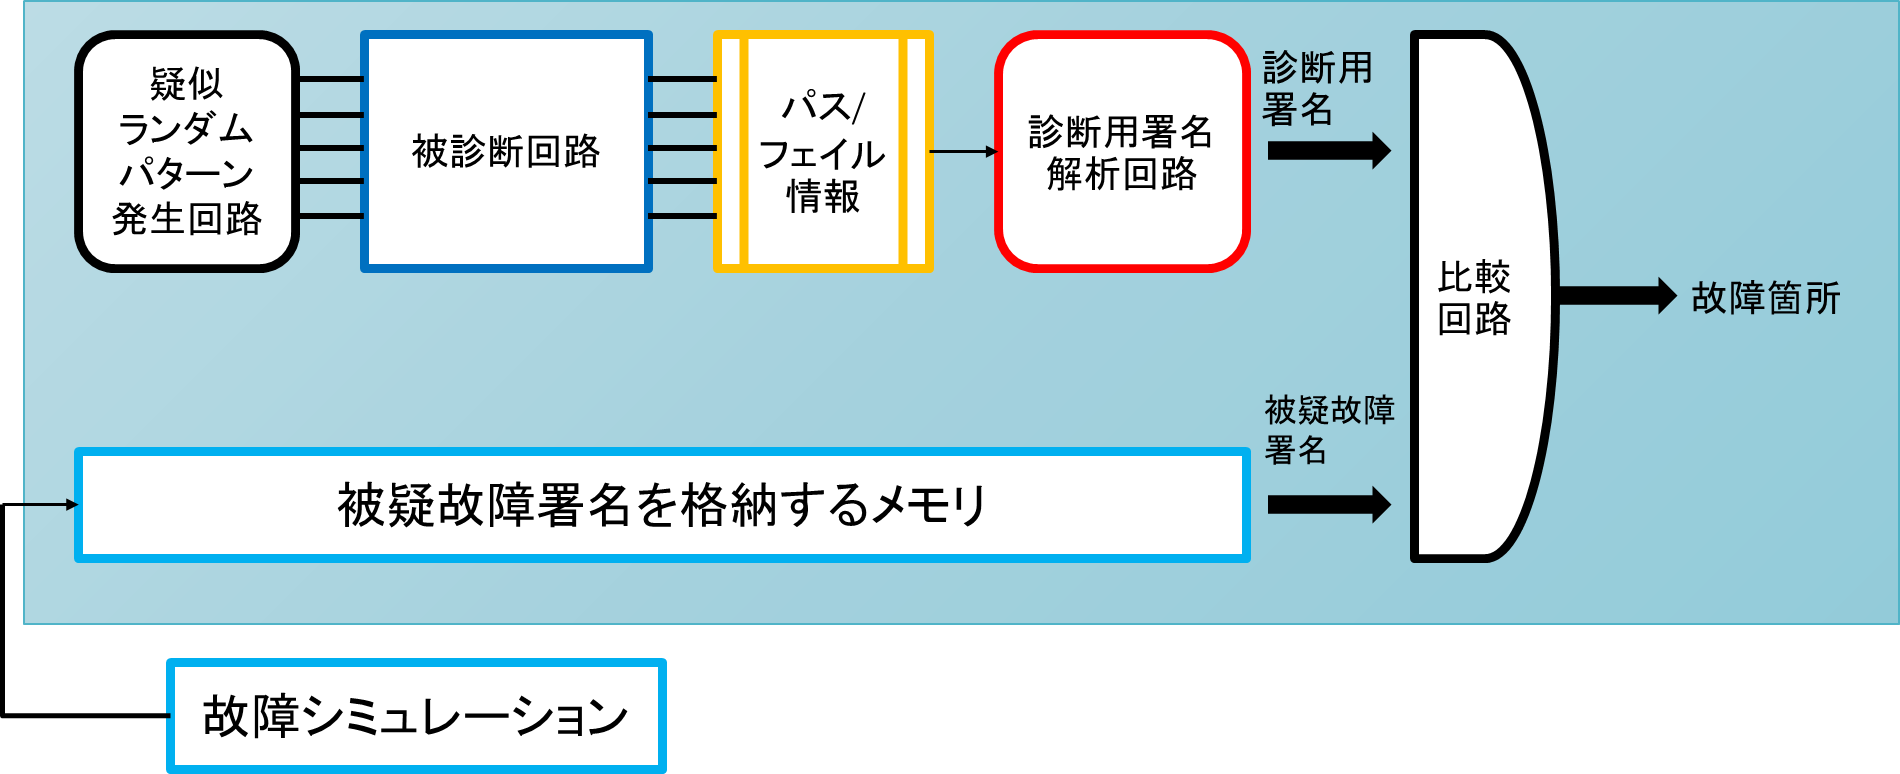 疑似
ランダム
パターン
発生回路
被診断回路
パス/
フェイル
情報
診断用署名
解析回路
診断用
署名
比較
回路
故障箇所
被疑故障
署名
被疑故障署名を格納するメモリ
故障シミュレーション